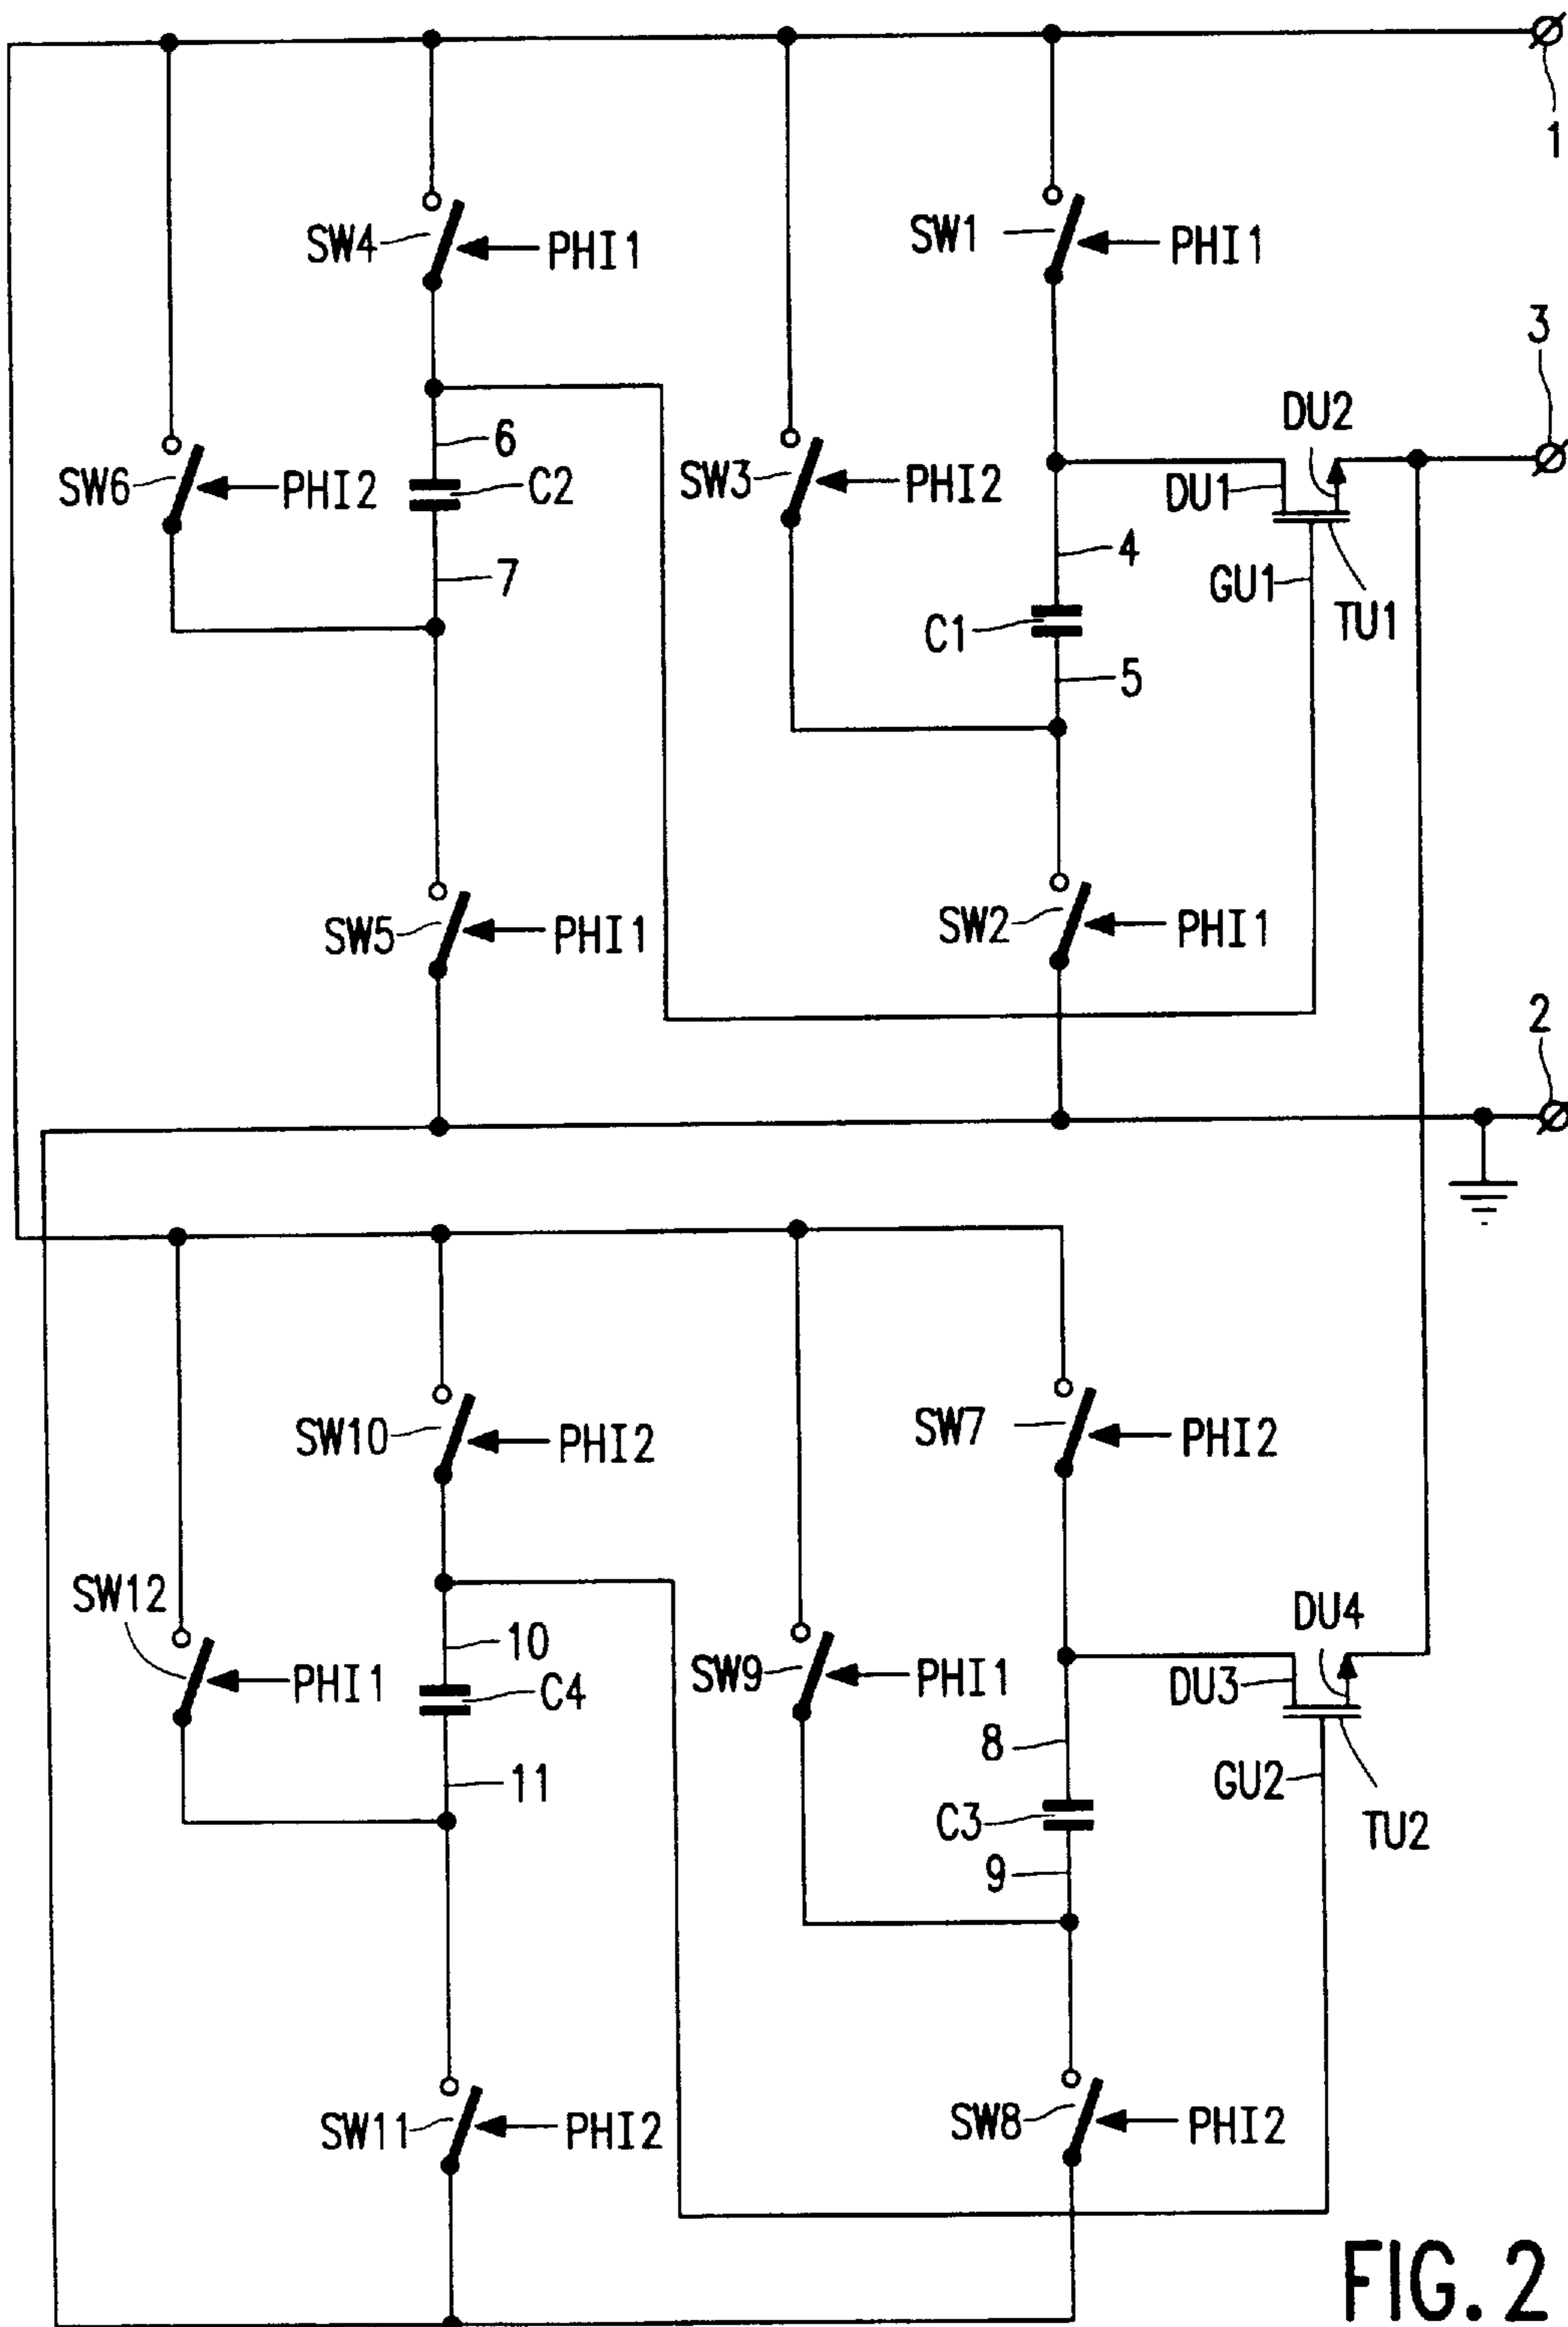 1
SW4
PHI1
SW1
PHI1
3
DU2
SW6
PHI2
6
C2
SW3
PHI2
DU1
4
7
GU1
TU1
C1
5
SW5
PHI1
SW2
PHI1
2
SW10
PHI2
SW7
PHI2
SW12
PHI1
10
C4
SW9
PHI1
DU4
DU3
8
11
GU2
C3
TU2
9
SW11
PHI2
SW8
PHI2
FIG. 2